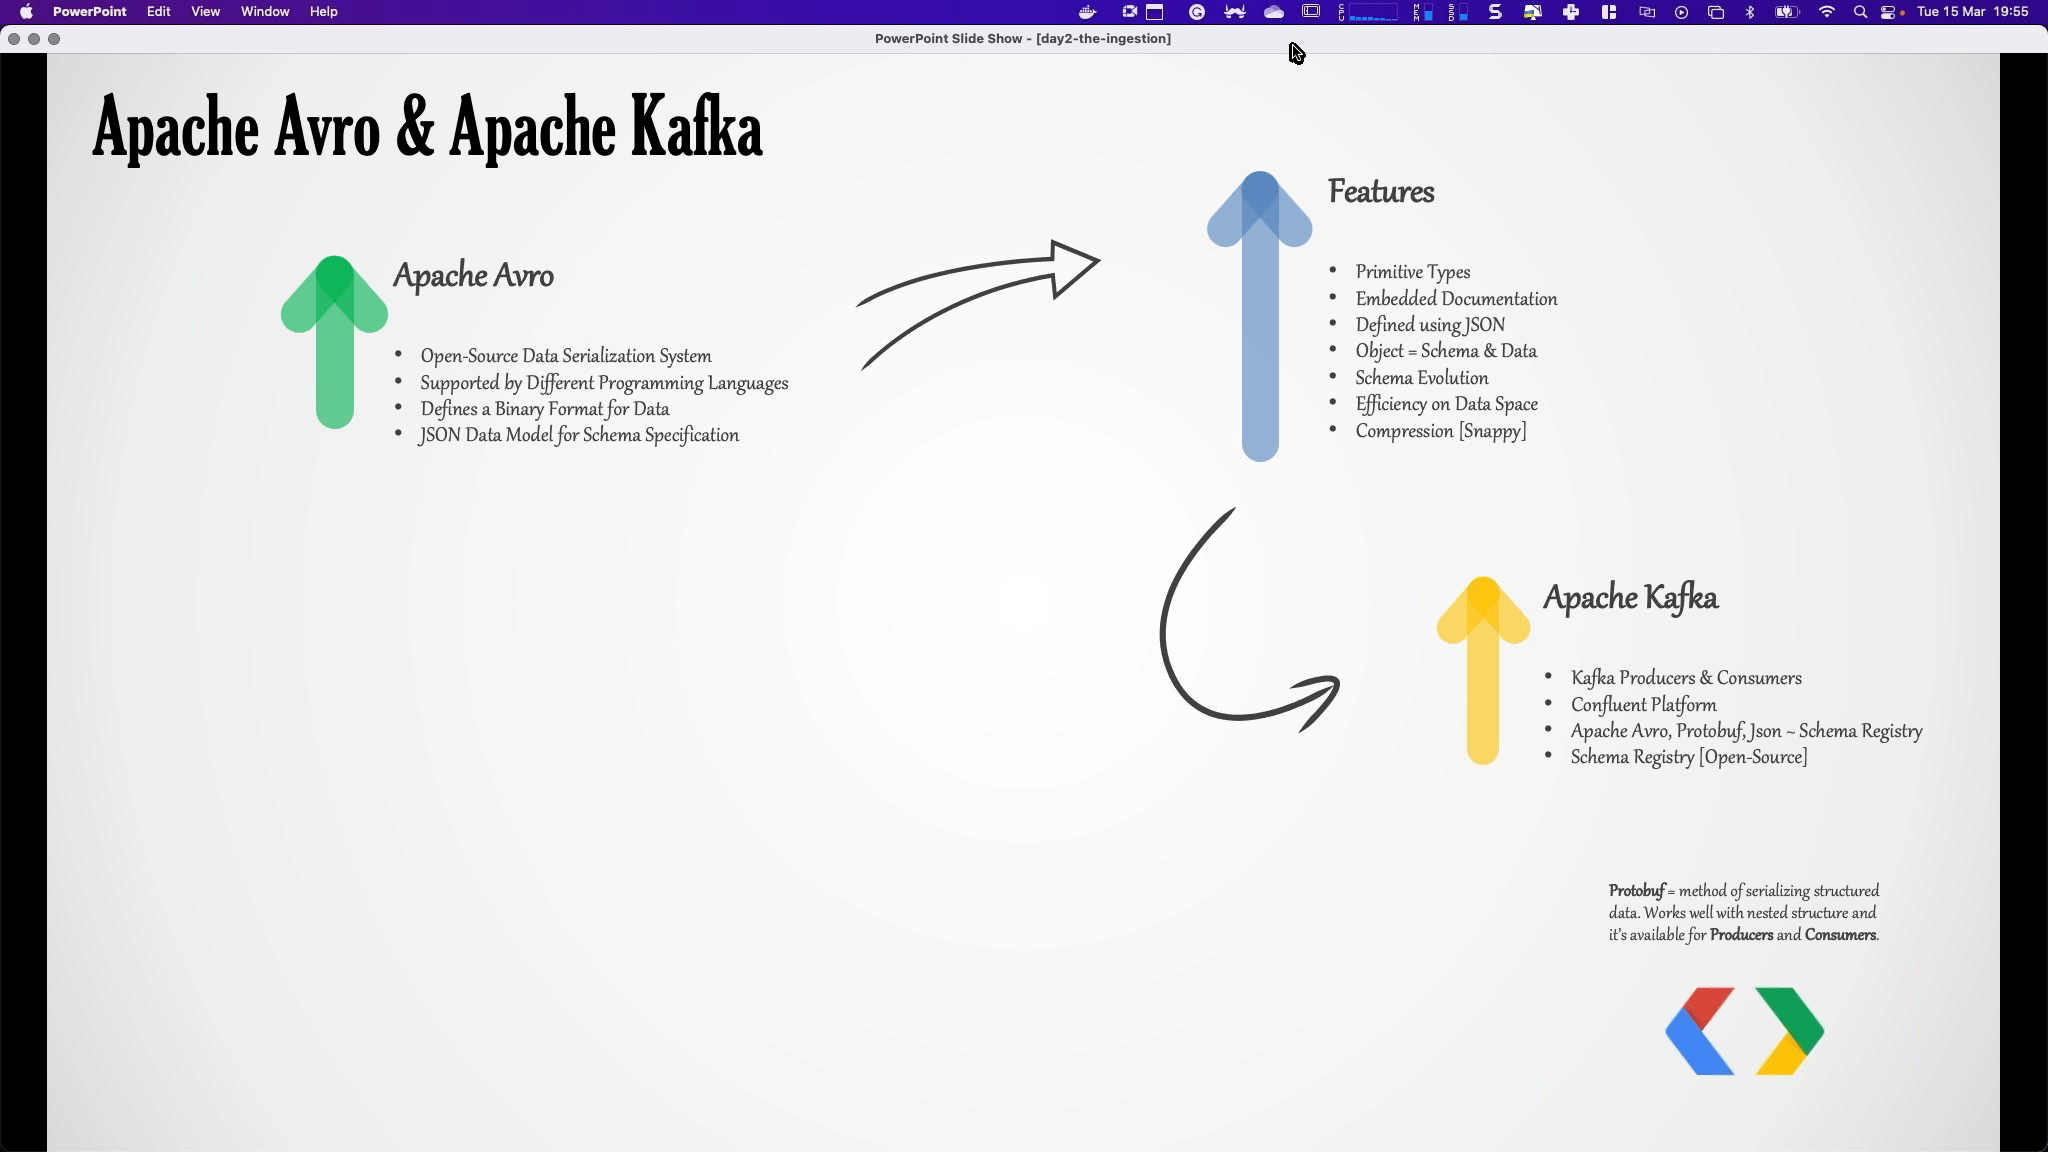 PowerPoint Edit View Window Help
Tue 15 Mar 19:55
PowerPoint Slide Show - [day2-the-ingestion]
Apache Avro & Apache Kafka
Apache Avro
• Open-Source Data Serialization System
• Supported by Different Programming Languages
• Defines a Binary Format for Data
• JSON Data Model for Schema Specification
Features
• Primitive Types
• Embedded Documentation
• Defined using JSON
• Object = Schema & Data
• Schema Evolution
• Efficiency on Data Space
• Compression [Snappy]
Apache Kafka
• Kafka Producers & Consumers
• Confluent Platform
• Apache Avro, Protobuf, Json ~ Schema Registry
• Schema Registry [Open-Source]
Protobuf = method of serializing structured
data. Works well with nested structure and
it's available for Producers and Consumers.